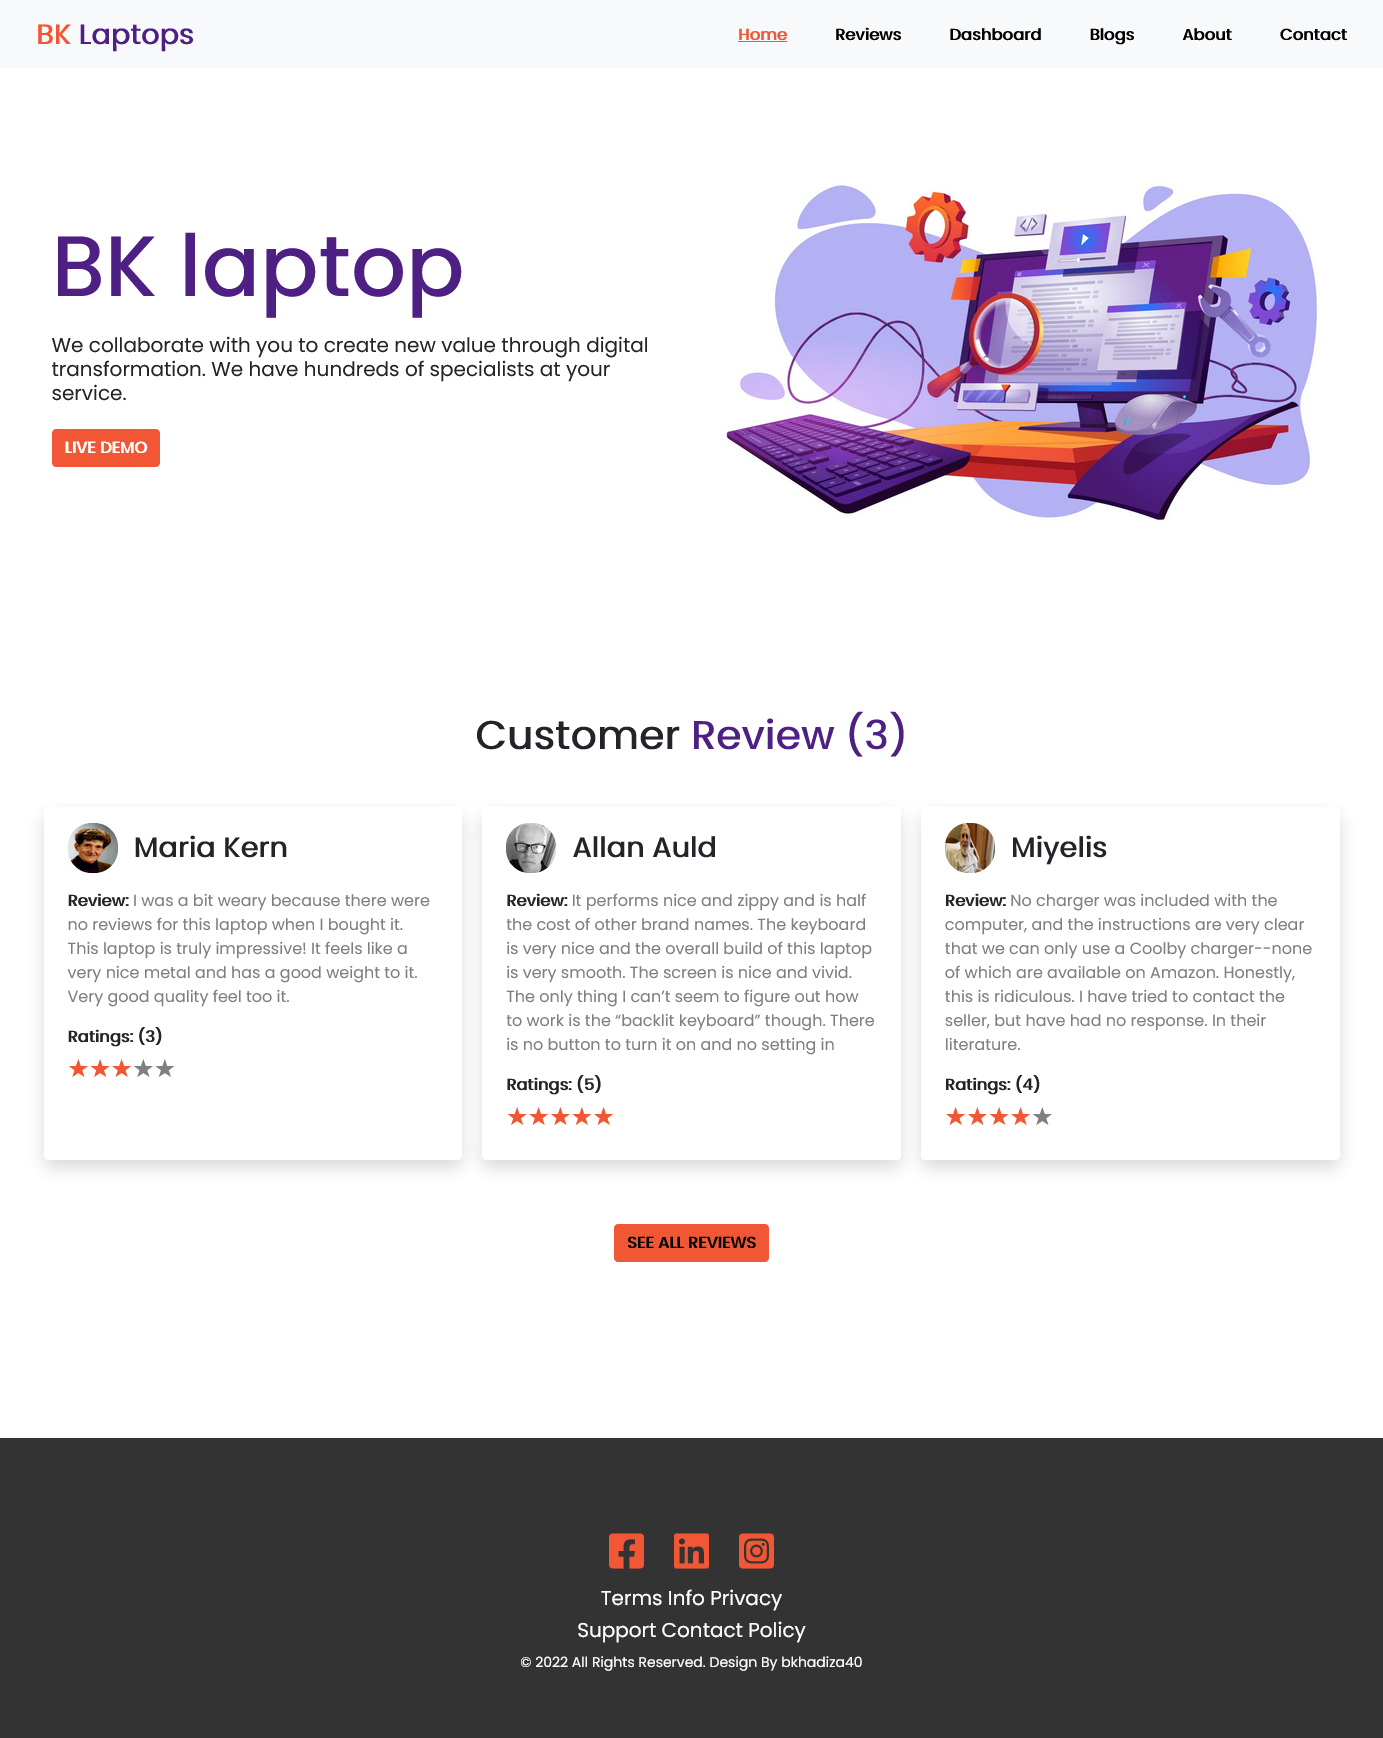 BK Laptops
Home Reviews Dashboard Blogs About Contact
BK laptop
We collaborate with you to create new value through digital
transformation. We have hundreds of specialists at your
service.
LIVE DEMO
</>
Customer Review (3)
Maria Kern
Review: I was a bit weary because there were
no reviews for this laptop when I bought it.
This laptop is truly impressive! It feels like a
very nice metal and has a good weight to it.
Very good quality feel too it.
Ratings: (3)
Allan Auld
Review: It performs nice and zippy and is half
the cost of other brand names. The keyboard
is very nice and the overall build of this laptop
is very smooth. The screen is nice and vivid.
The only thing I can’t seem to figure out how
to work is the “backlit keyboard” though. There
is no button to turn it on and no setting in
Ratings: (5)
Miyelis
Review: No charger was included with the
computer, and the instructions are very clear
that we can only use a Coolby charger--none
of which are available on Amazon. Honestly,
this is ridiculous. I have tried to contact the
seller, but have had no response. In their
literature.
Ratings: (4)
SEE ALL REVIEWS
Terms Info Privacy
Support Contact Policy
© 2022 All Rights Reserved. Design By bkhadiza40